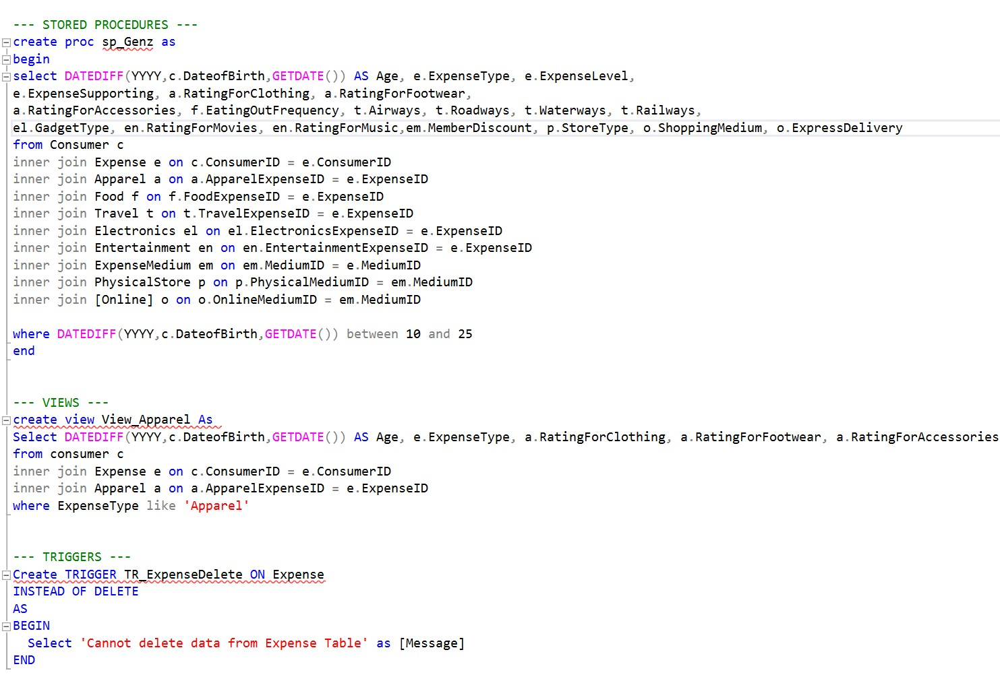 --- STORED PROCEDURES ---
create proc sp_Genz as
begin
select DATEDIFF(YYYY,c.DateofBirth,GETDATE()) AS Age, e.ExpenseType, e.ExpenseLevel,
e.ExpenseSupporting, a.RatingForClothing, a.RatingForFootwear,
a.RatingForAccessories, f.EatingOutFrequency, t.Airways, t.Roadways, t.Waterways, t.Railways,
el.GadgetType, en.RatingForMovies, en.RatingForMusic,em.MemberDiscount, p.StoreType, o.ShoppingMedium, o.ExpressDelivery
from Consumer c
inner join Expense e on c.ConsumerID = e.ConsumerID
inner join Apparel a on a.ApparelExpenseID = e.ExpenseID
inner join Food f on f.FoodExpenseID = e.ExpenseID
inner join Travel t on t.TravelExpenseID = e.ExpenseID
inner join Electronics el on el.ElectronicsExpenseID = e.ExpenseID
inner join Entertainment en on en.EntertainmentExpenseID = e.ExpenseID
inner join ExpenseMedium em on em.MediumID = e.MediumID
inner join PhysicalStore p on p.PhysicalMediumID = em.MediumID
inner join [Online] o on o.OnlineMediumID = em.MediumID
where DATEDIFF(YYYY,c.DateofBirth,GETDATE()) between 10 and 25
end
--- VIEWS ---
create view View_Apparel As
Select DATEDIFF(YYYY,c.DateofBirth,GETDATE()) AS Age, e.ExpenseType, a.RatingForClothing, a.RatingForFootwear, a.RatingForAccessories
from consumer c
inner join Expense e on c.ConsumerID = e.ConsumerID
inner join Apparel a on a.ApparelExpenseID = e.ExpenseID
where ExpenseType like 'Apparel'
--- TRIGGERS ---
Create TRIGGER TR_ExpenseDelete ON Expense
INSTEAD OF DELETE
AS
BEGIN
Select 'Cannot delete data from Expense Table' as [Message]
END